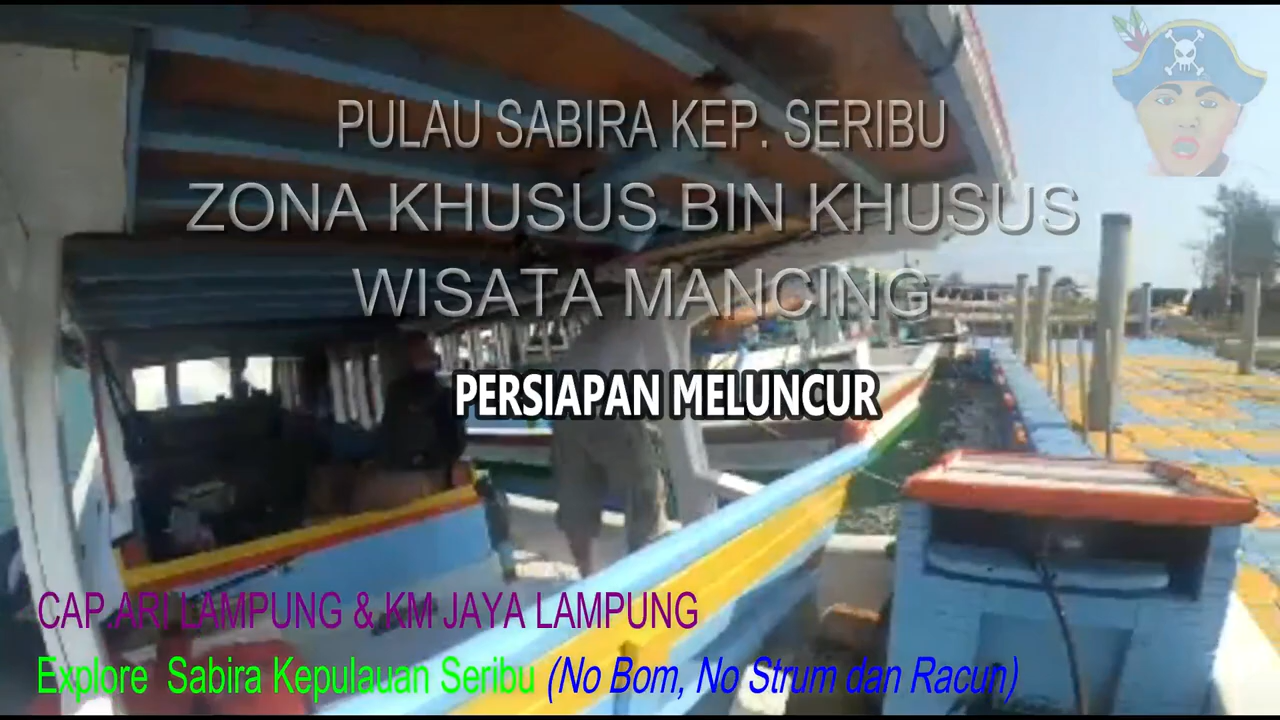 PULAU SABIRA KEP. SERIBU
ZONA KHUSUS BIN KHUSUS
WISATA MANCING
PERSIAPAN MELUNCUR
CAP.ARI LAMPUNG & KM JAYA LAMPUNG
Explore Sabira Kepulauan Seribu (No Bom, No Strum dan Racun)